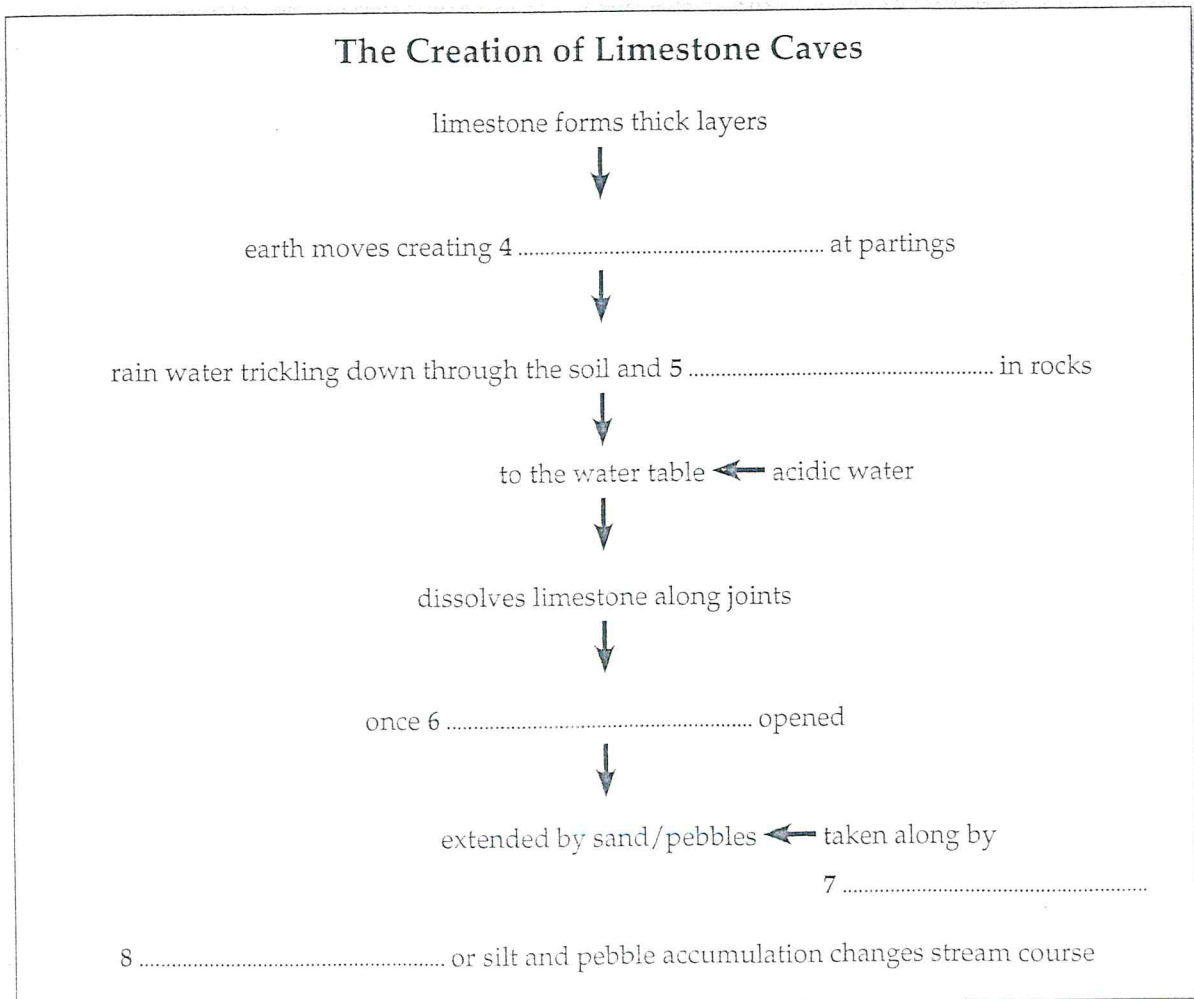 The Creation of Limestone Caves
limestone forms thick layers
earth moves creating 4 .................................................... at partings
rain water trickling down through the soil and 5 .................................................... in rocks
to the water table acidic water
dissolves limestone along joints
once 6 .................................................... opened
extended by sand/pebbles taken along by
7 ....................................................
8 .................................................... or silt and pebble accumulation changes stream course